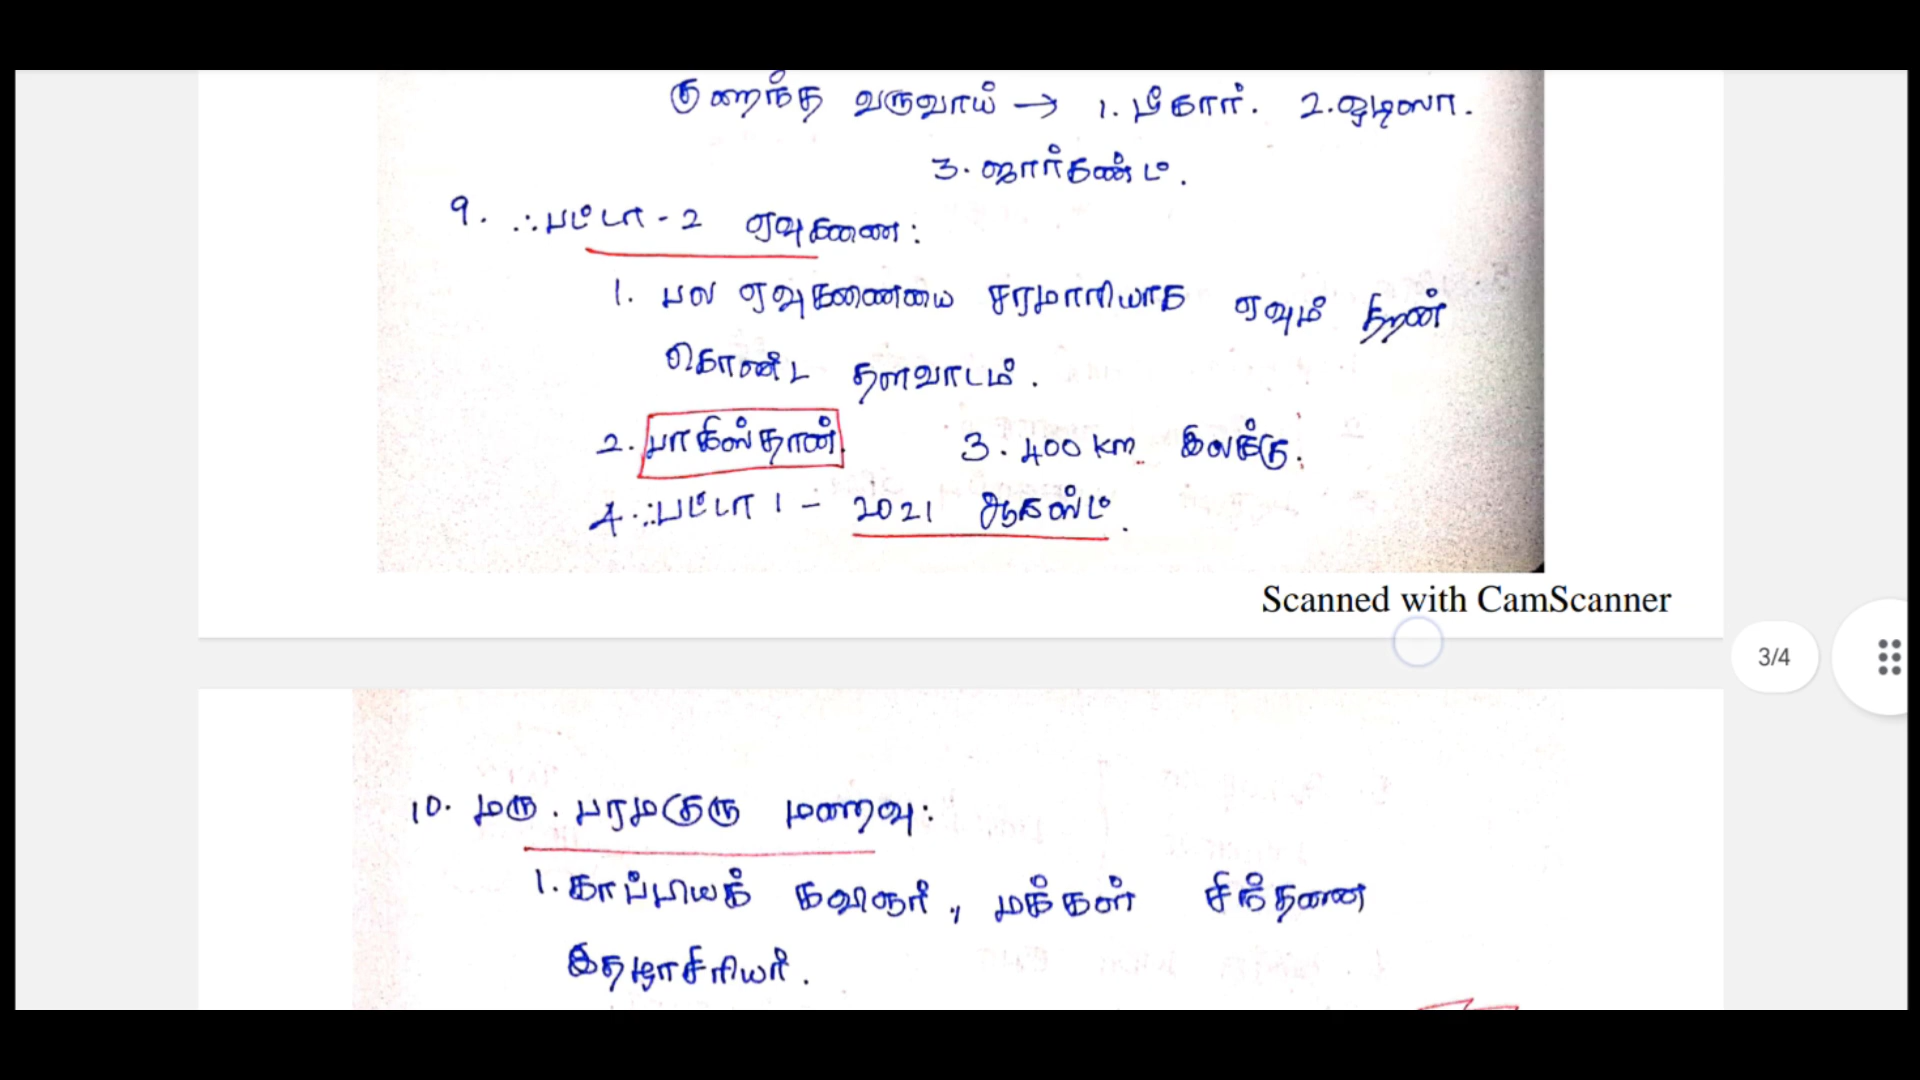 குறைந்த வருவாய் → 1. பீகார். 2. ஒடிஸா.
3. ஜார்கண்ட்.
9. ஃபட்டா - 2 ஏவுகணை:
1. பல ஏவுகணையை சரமாரியாக ஏவும் திறன்
கொண்ட தளவாடம்.
2. பாகிஸ்தான். 3. 400 km இலக்கு.
4. ஃபட்டா 1 - 2021 ஆகஸ்ட்.
Scanned with CamScanner
3/4
10. மரு. பரமகுரு மறைவு:
1. காப்பியக் கவிஞர், மக்கள் சிந்தனை
இதழாசிரியர்.